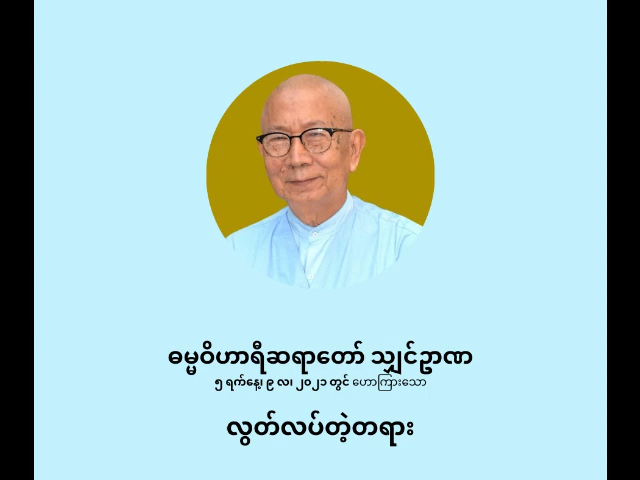 ဓမ္မဝိဟာရီဆရာတော် သျှင်ဥာဏ
၅ ရက်နေ့၊ ၉ လ၊ ၂၀၂၁ တွင် ဟောကြားသော
လွတ်လပ်တဲ့တရား